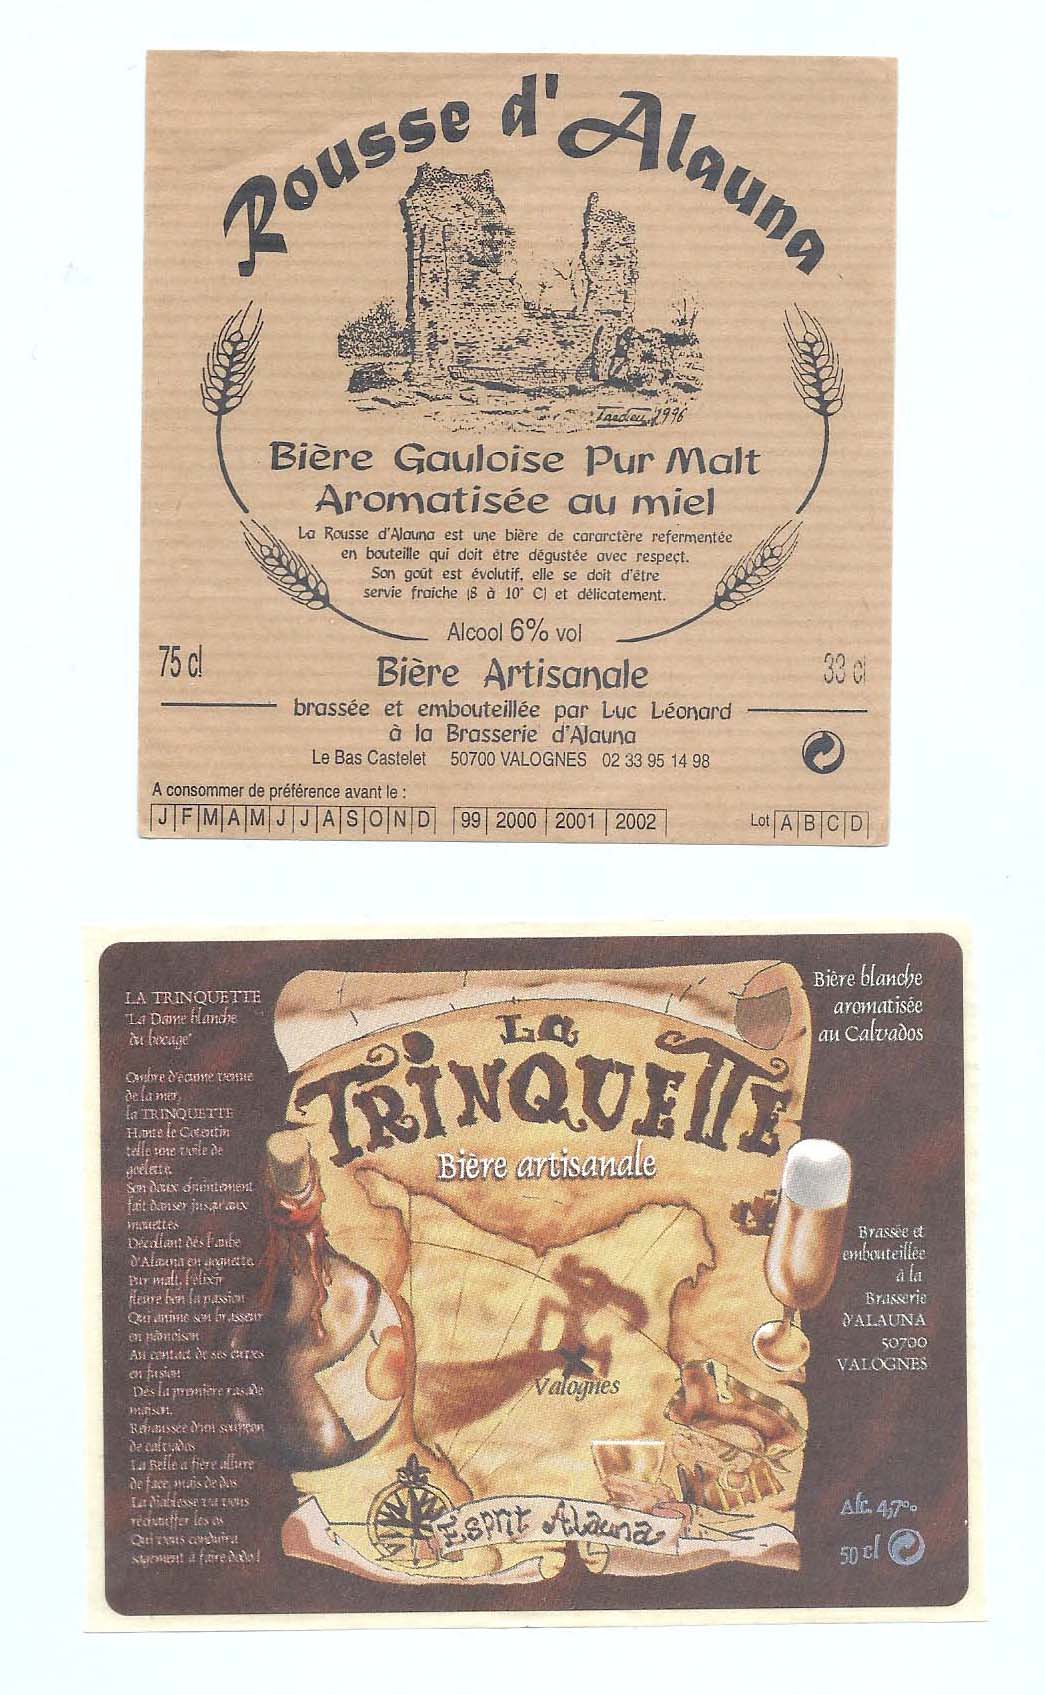 Rousse d'Alauna
Tardieu 1996
Bière Gauloise Pur Malt
Aromatisée au miel
La Rousse d'Alauna est une bière de cararctère refermentée
en bouteille qui doit être dégustée avec respect.
Son goût est évolutif, elle se doit d'être
servie fraiche (8 à 10° C) et délicatement.
Alcool 6% vol
75 cl
33 cl
Bière Artisanale
brassée et embouteillée par Luc Léonard
à la Brasserie d'Alauna
Le Bas Castelet 50700 VALOGNES 02 33 95 14 98
A consommer de préférence avant le :
J F M A M J J A S O N D 99 2000 2001 2002
Lot A B C D
LA TRINQUETTE
"La Dame blanche
du bocage"
Ombre d'écume venue
de la mer,
la TRINQUETTE
Hante le Cotentin
telle une voile de
goélette.
Son doux chuintement
fait danser jusqu'aux
mouettes
Décollant dès l'aube
d'Alauna en goguette.
Pur malt, l'élixir
fleure bon la passion
Qui anime son brasseur
en pâmoison
Au contact de ses cuves
en fusion
Dès la première rasade
maison,
Rehaussée d'un soupçon
de calvados
La Belle a fière allure
de face, mais de dos
La diablesse va vous
réchauffer les os
Qui vous conduira
sagement à faire dodo !
LA
TRINQUETTE
Bière artisanale
Valognes
Esprit Alauna
Bière blanche
aromatisée
au Calvados
Brassée et
embouteillée
à la
Brasserie
d'ALAUNA
50700
VALOGNES
Alc. 4,7%
50 cl